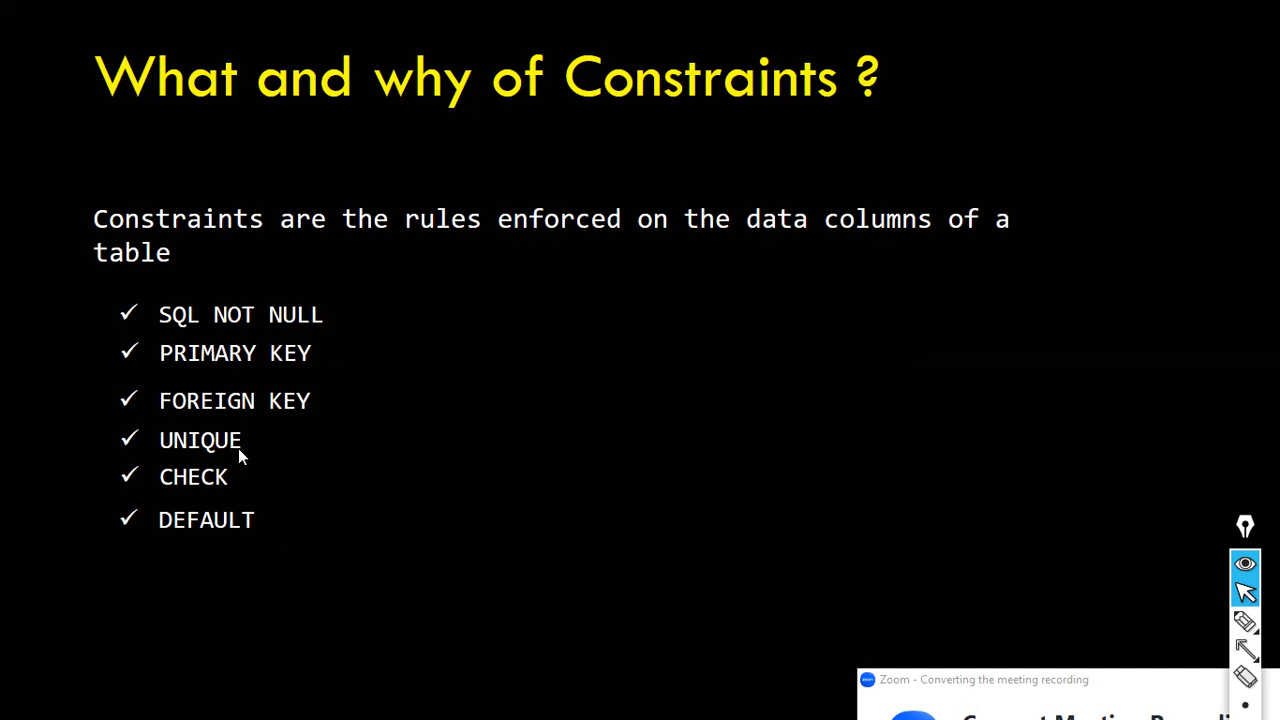 What and why of Constraints ?
Constraints are the rules enforced on the data columns of a
table
✓ SQL NOT NULL
✓ PRIMARY KEY
✓ FOREIGN KEY
✓ UNIQUE
✓ CHECK
✓ DEFAULT
zoom Zoom - Converting the meeting recording